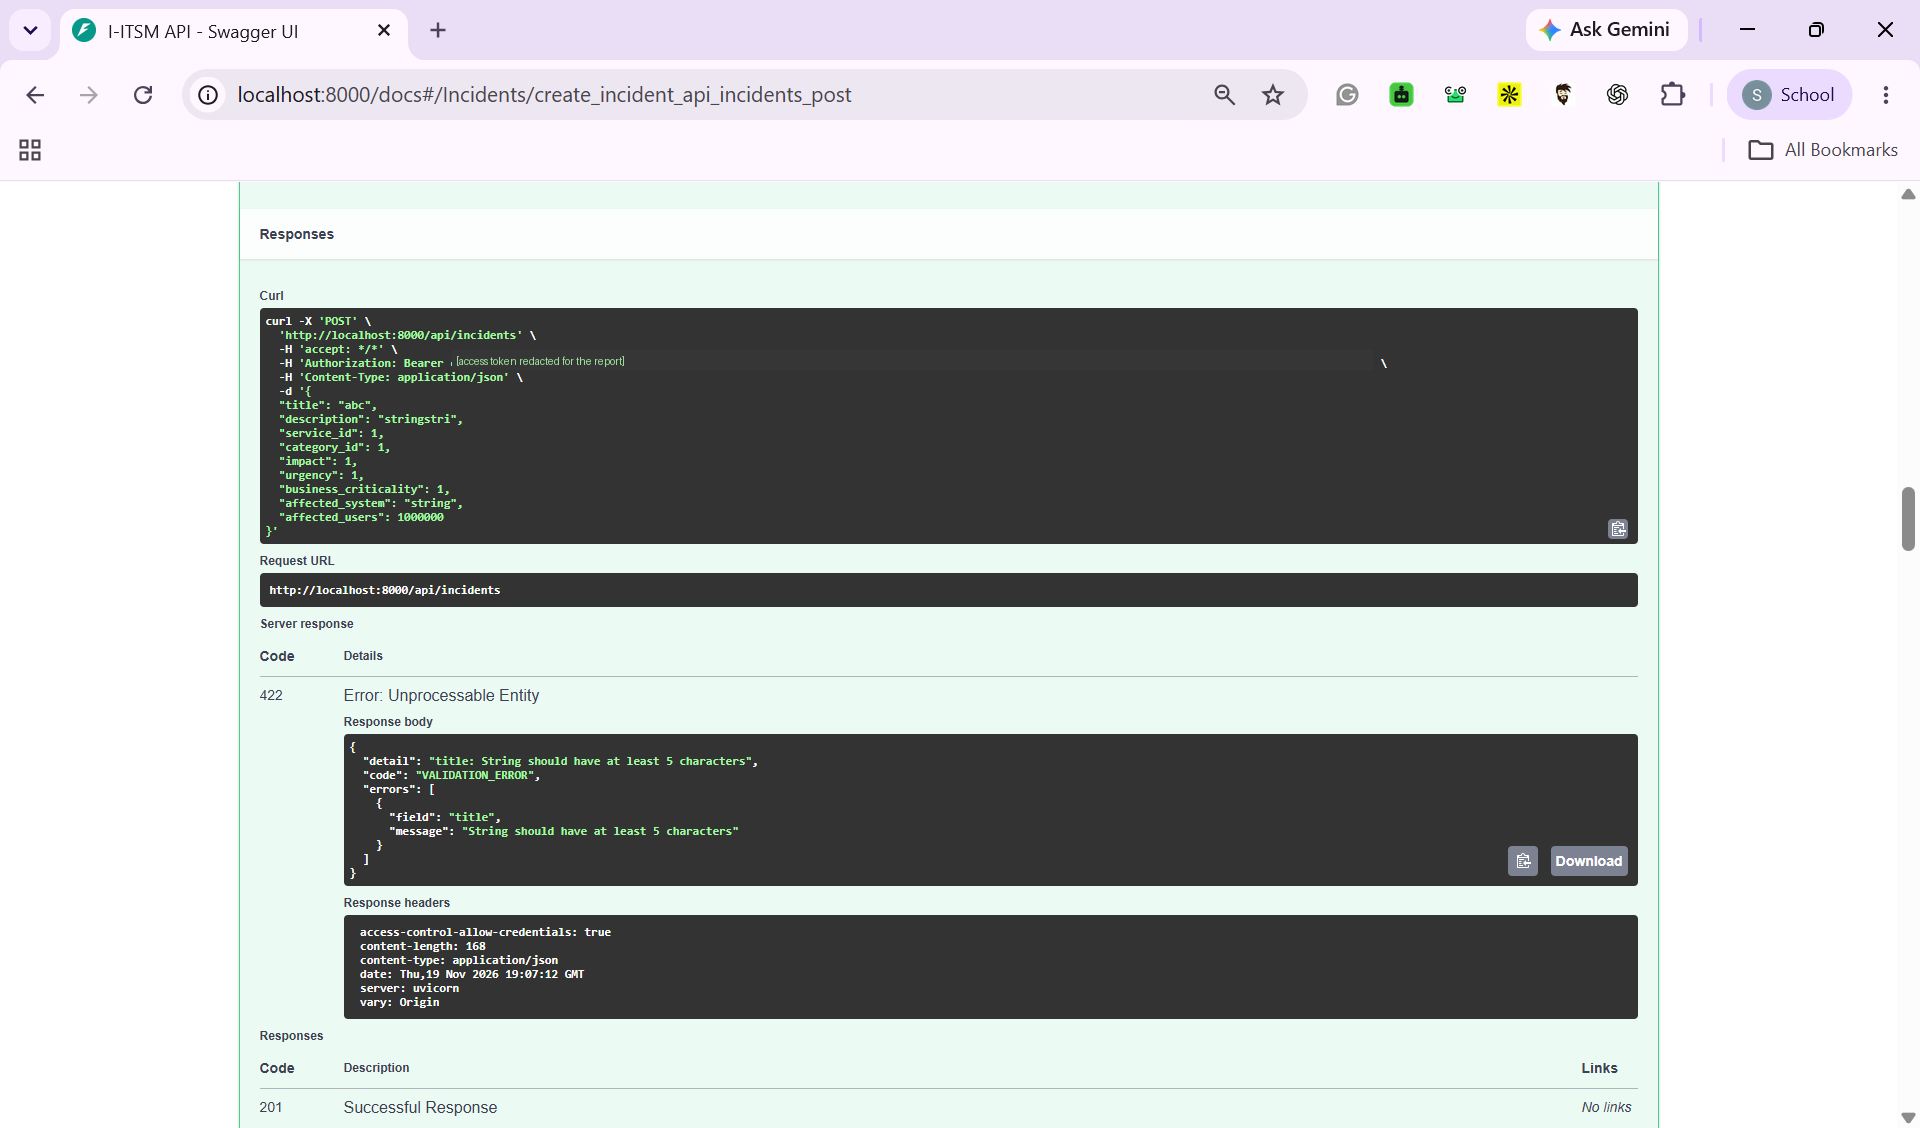 I-ITSM API - Swagger UI
Ask Gemini
localhost:8000/docs#/Incidents/create_incident_api_incidents_post
S School
All Bookmarks
Responses
Curl
curl -X 'POST' \
'http://localhost:8000/api/incidents' \
-H 'accept: */*' \
-H 'Authorization: Bearer [access token redacted for the report] \
-H 'Content-Type: application/json' \
-d '{
"title": "abc",
"description": "stringstri",
"service_id": 1,
"category_id": 1,
"impact": 1,
"urgency": 1,
"business_criticality": 1,
"affected_system": "string",
"affected_users": 1000000
}'
Request URL
http://localhost:8000/api/incidents
Server response
Code Details
422 Error: Unprocessable Entity
Response body
{
"detail": "title: String should have at least 5 characters",
"code": "VALIDATION_ERROR",
"errors": [
{
"field": "title",
"message": "String should have at least 5 characters"
}
]
}
Download
Response headers
access-control-allow-credentials: true
content-length: 168
content-type: application/json
date: Thu,19 Nov 2026 19:07:12 GMT
server: uvicorn
vary: Origin
Responses
Code Description Links
201 Successful Response No links